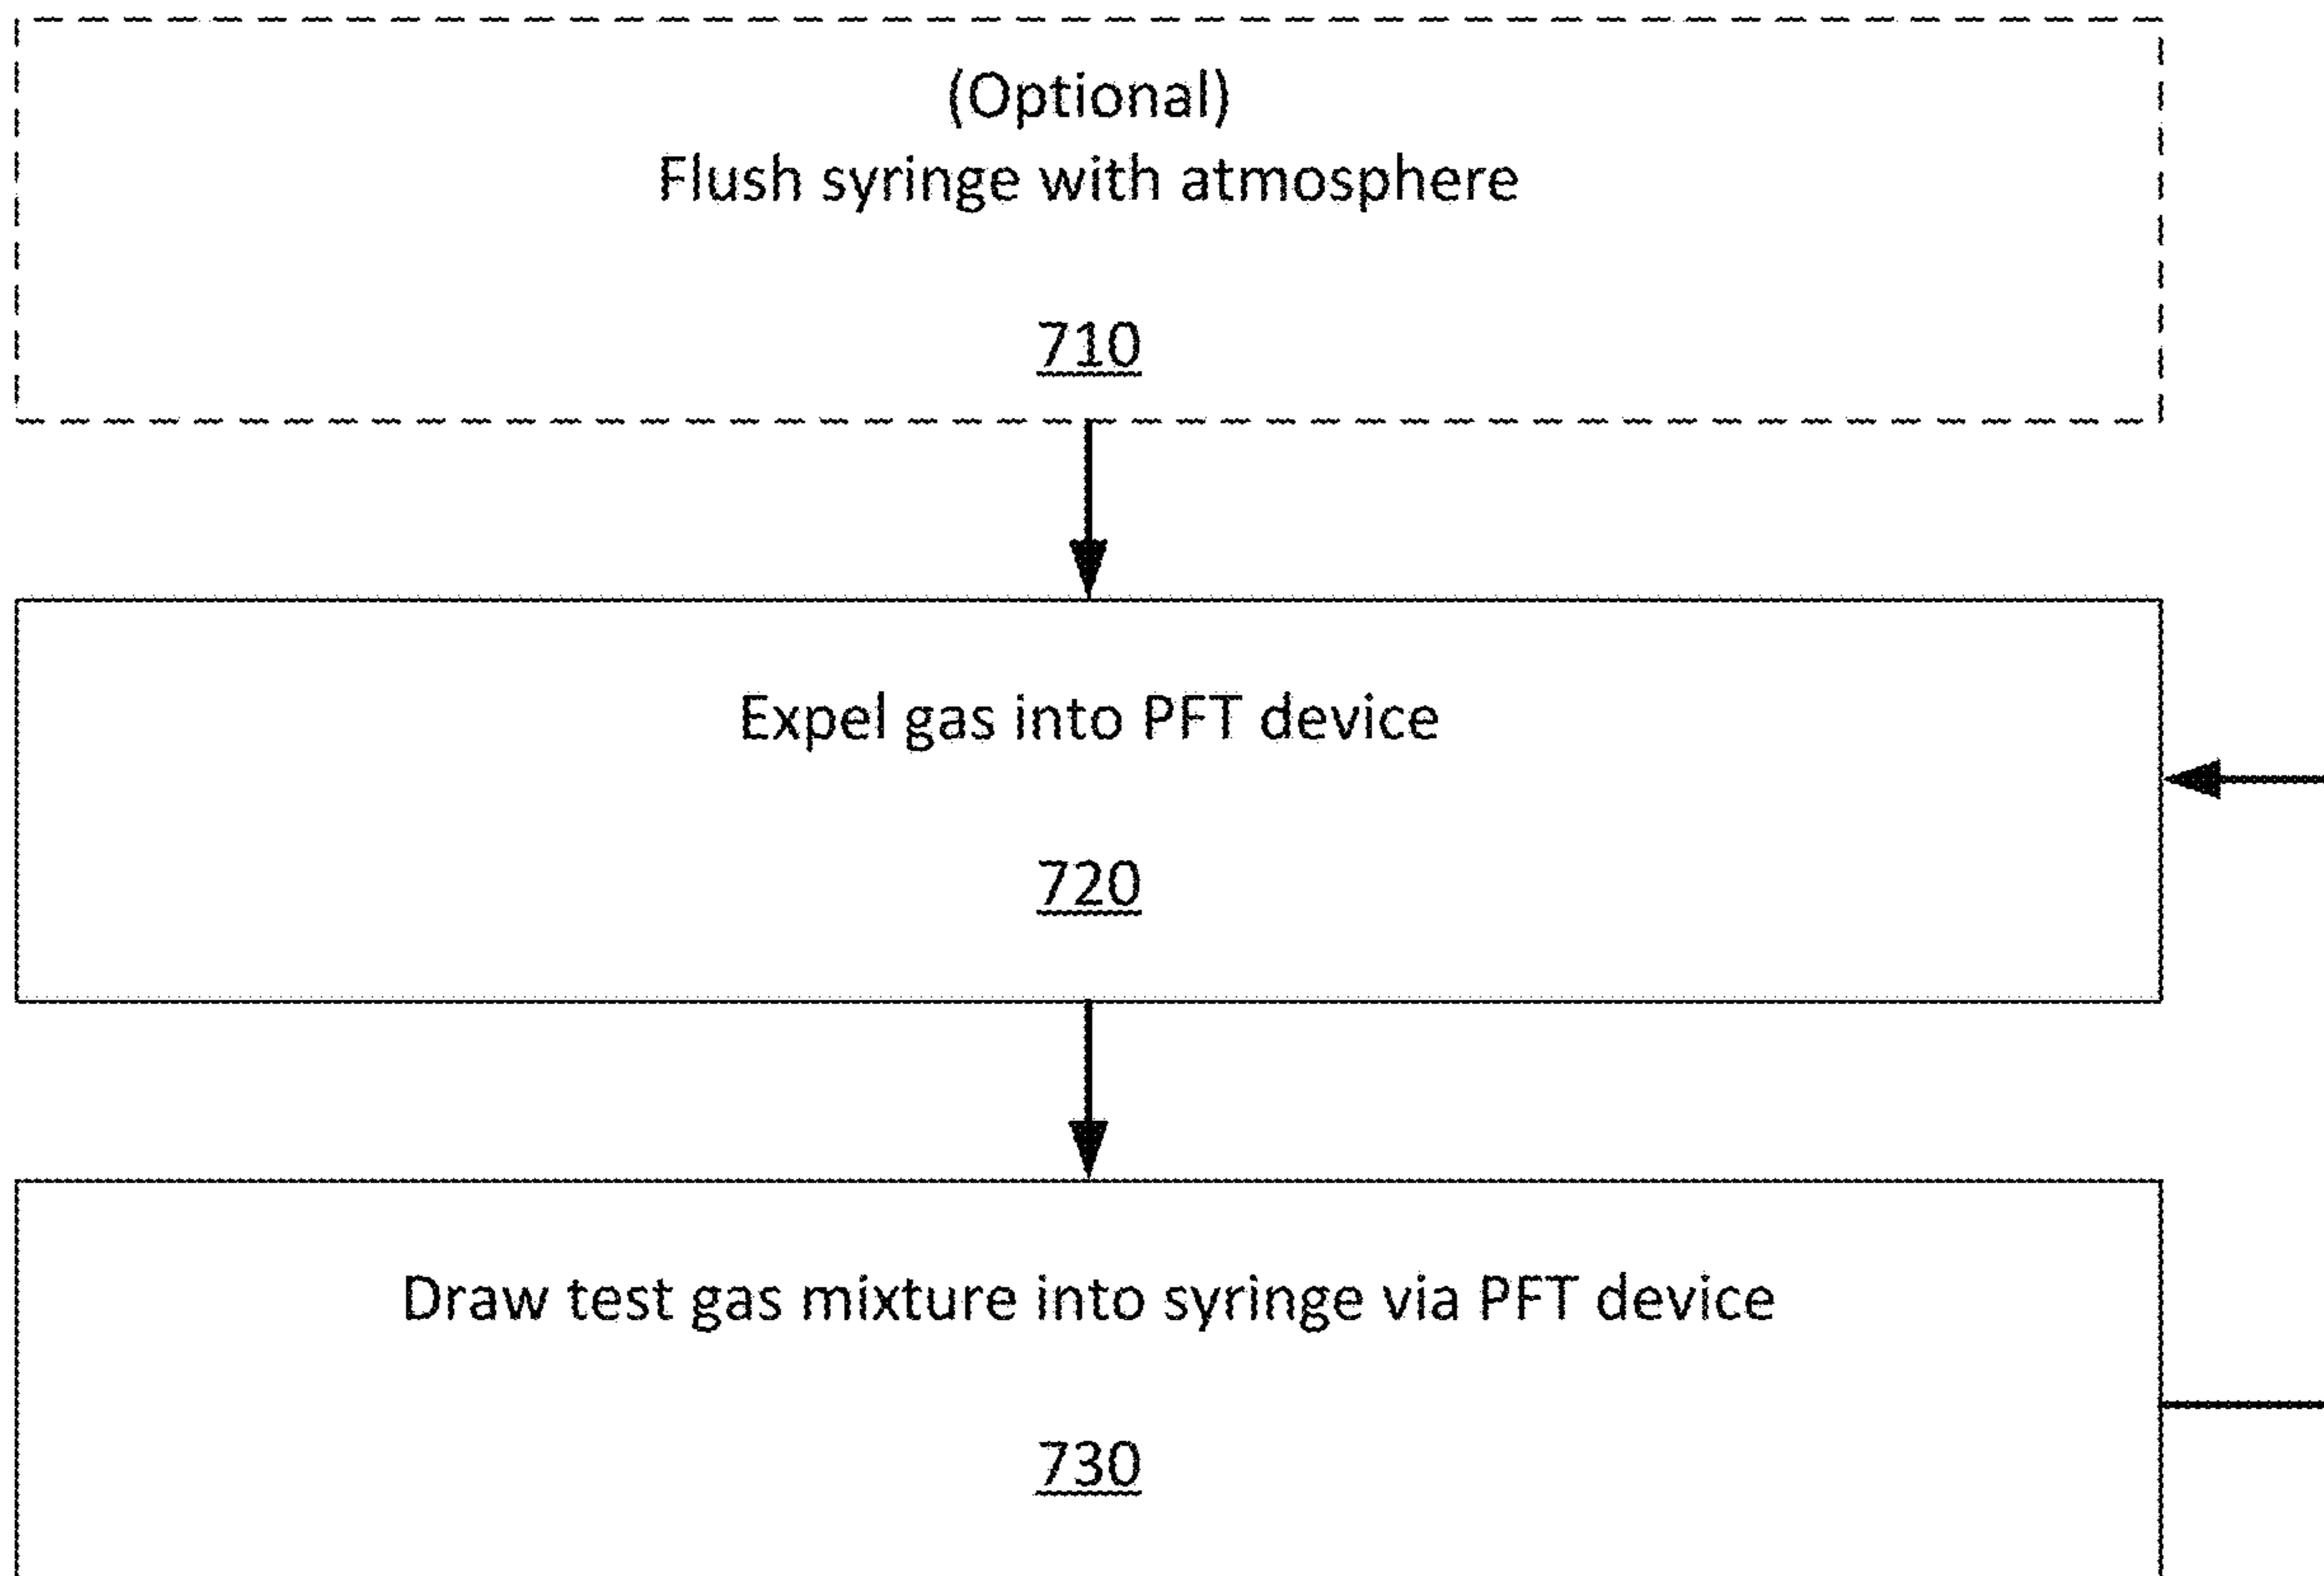 (Optional)
Flush syringe with atmosphere
710
Expel gas into PFT device
720
Draw test gas mixture into syringe via PFT device
730